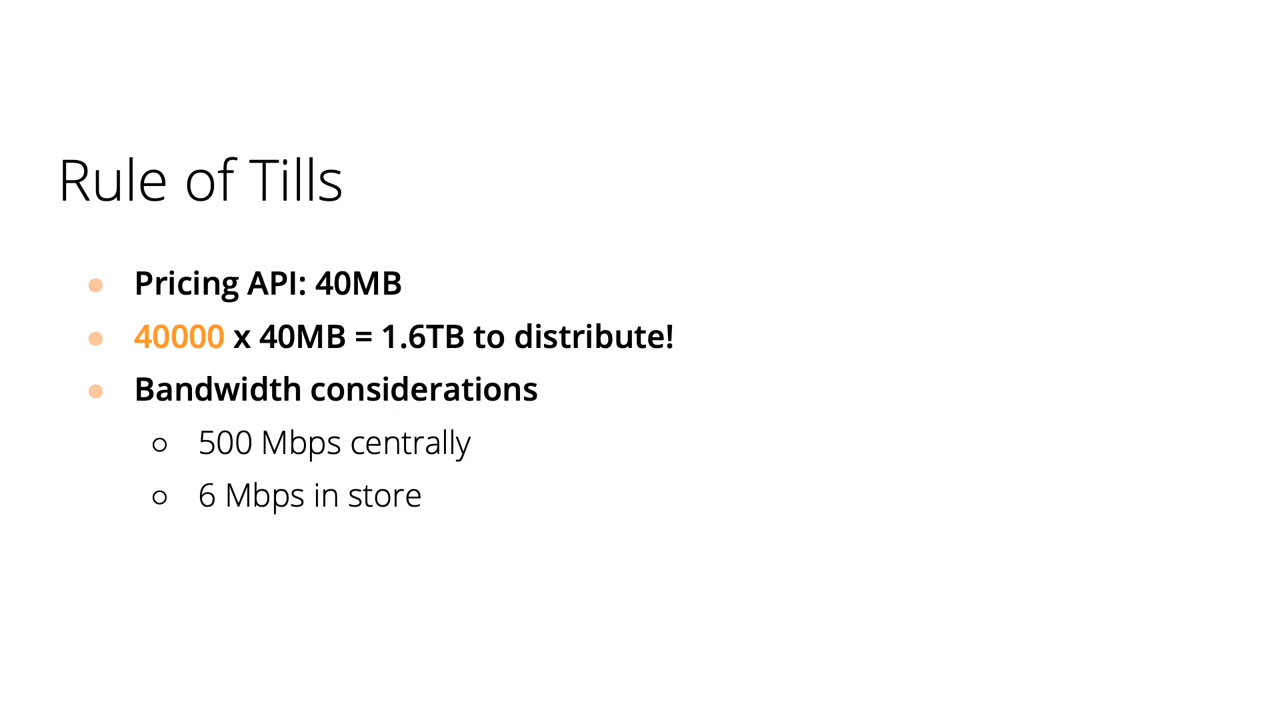 Rule of Tills
● Pricing API: 40MB
● 40000 x 40MB = 1.6TB to distribute!
● Bandwidth considerations
○ 500 Mbps centrally
○ 6 Mbps in store